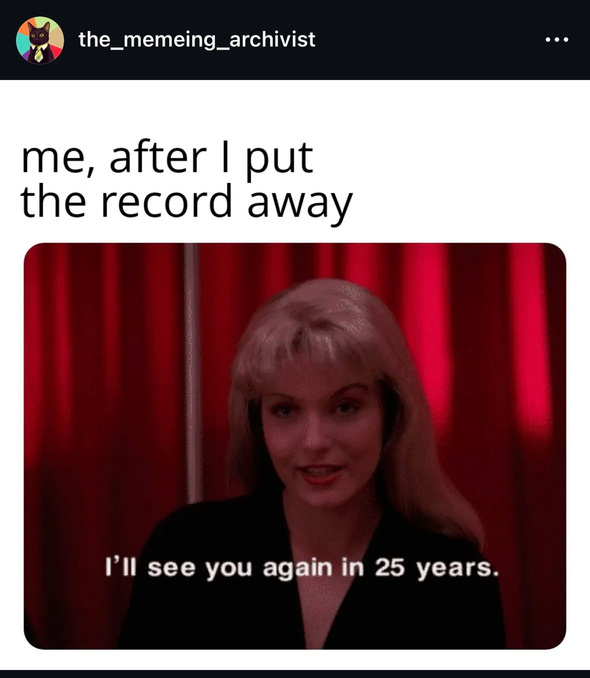 the_memeing_archivist
me, after I put
the record away
I'll see you again in 25 years.